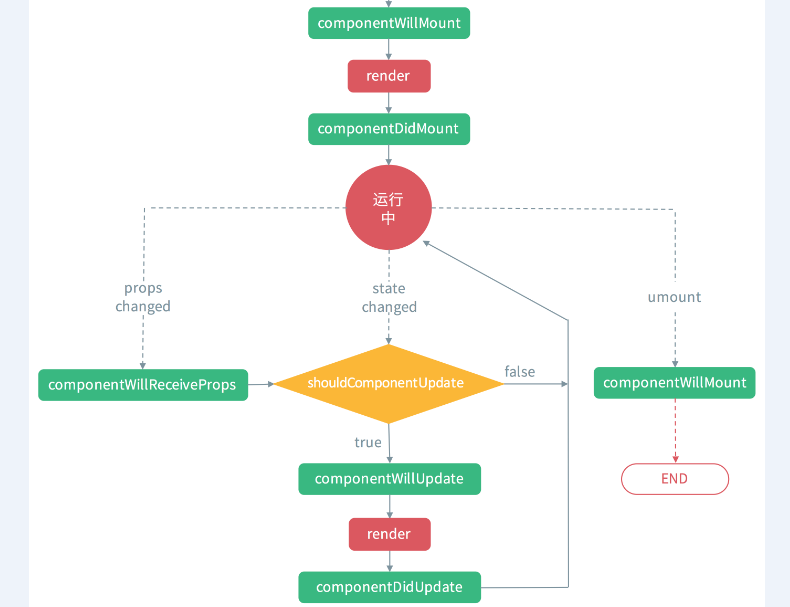 componentWillMount
render
componentDidMount
运行
中
props
changed
state
changed
umount
componentWillReceiveProps
shouldComponentUpdate
false
componentWillMount
true
componentWillUpdate
END
render
componentDidUpdate